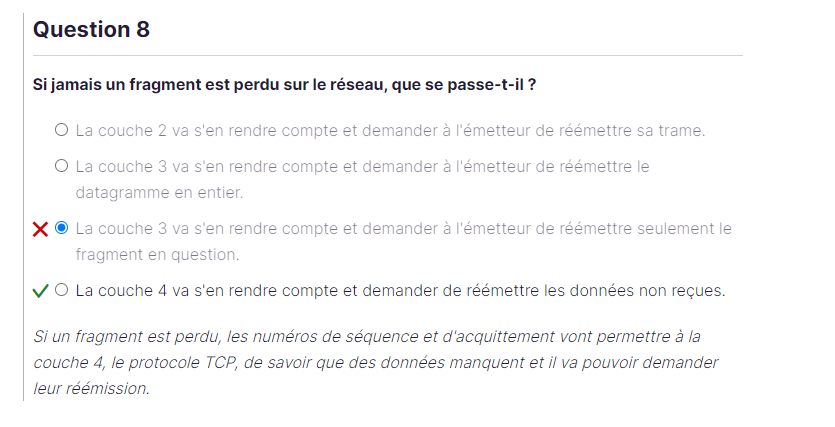 Question 8
Si jamais un fragment est perdu sur le réseau, que se passe-t-il ?
La couche 2 va s'en rendre compte et demander à l'émetteur de réémettre sa trame.
La couche 3 va s'en rendre compte et demander à l'émetteur de réémettre le
datagramme en entier.
La couche 3 va s'en rendre compte et demander à l'émetteur de réémettre seulement le
fragment en question.
La couche 4 va s'en rendre compte et demander de réémettre les données non reçues.
Si un fragment est perdu, les numéros de séquence et d'acquittement vont permettre à la
couche 4, le protocole TCP, de savoir que des données manquent et il va pouvoir demander
leur réémission.